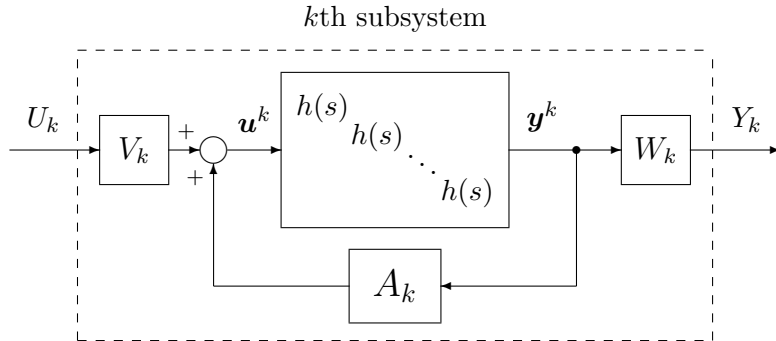 kth subsystem
U_k
V_k
+
+
u^k
h(s)
h(s)
⋱
h(s)
y^k
W_k
Y_k
A_k